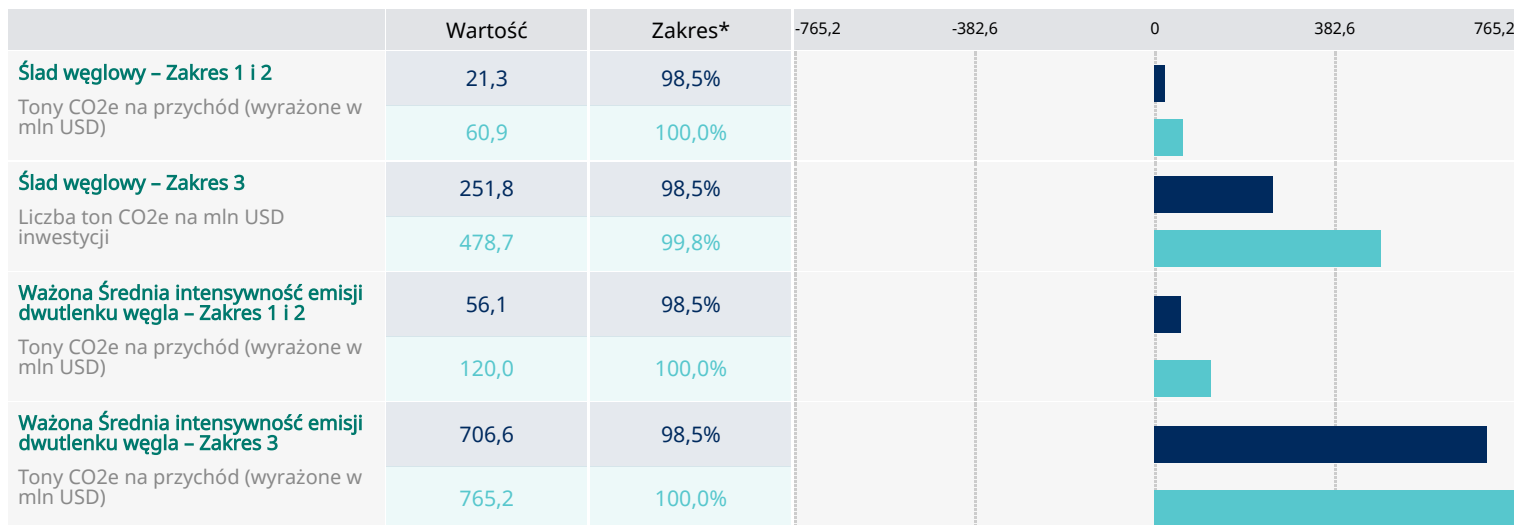 Wartość Zakres* -765,2 -382,6 0 382,6 765,2
Ślad węglowy – Zakres 1 i 2
Tony CO2e na przychód (wyrażone w
mln USD)
21,3 98,5%
60,9 100,0%
Ślad węglowy – Zakres 3
Liczba ton CO2e na mln USD
inwestycji
251,8 98,5%
478,7 99,8%
Ważona Średnia intensywność emisji
dwutlenku węgla – Zakres 1 i 2
Tony CO2e na przychód (wyrażone w
mln USD)
56,1 98,5%
120,0 100,0%
Ważona Średnia intensywność emisji
dwutlenku węgla – Zakres 3
Tony CO2e na przychód (wyrażone w
mln USD)
706,6 98,5%
765,2 100,0%